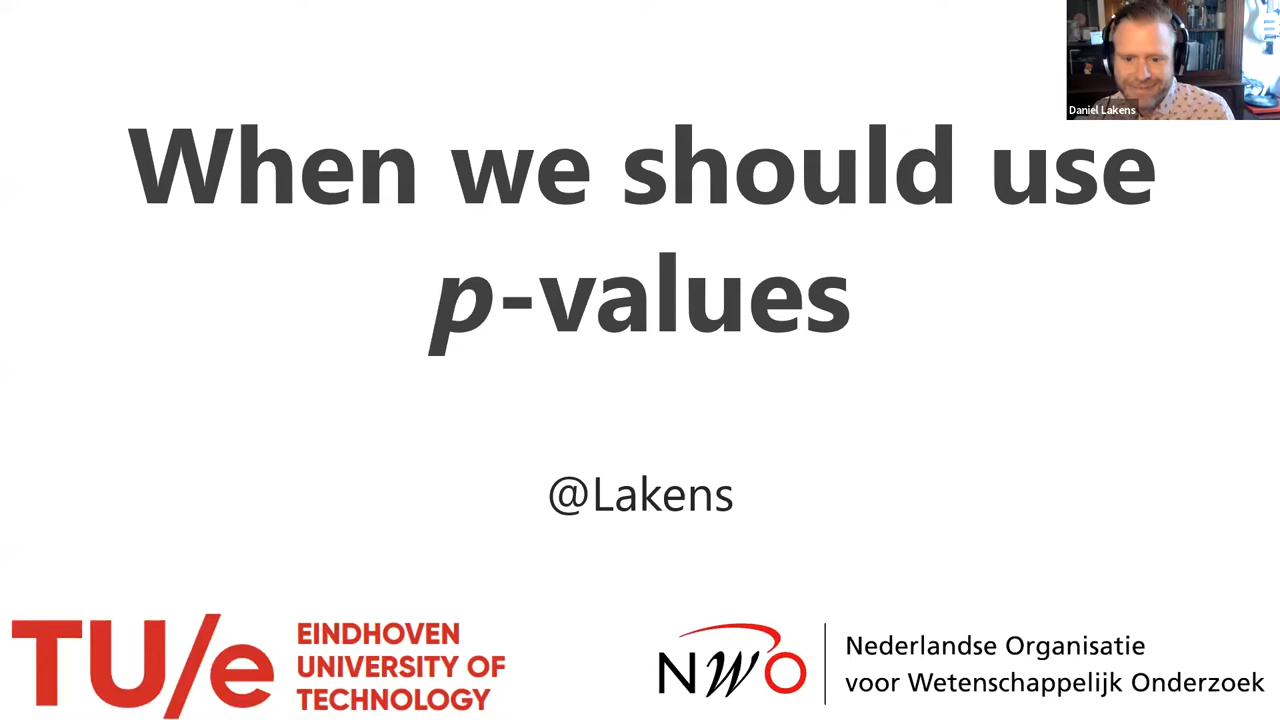 Daniel Lakens
When we should use
p-values
@Lakens
TU/e
EINDHOVEN
UNIVERSITY OF
TECHNOLOGY
NWO
Nederlandse Organisatie
voor Wetenschappelijk Onderzoek